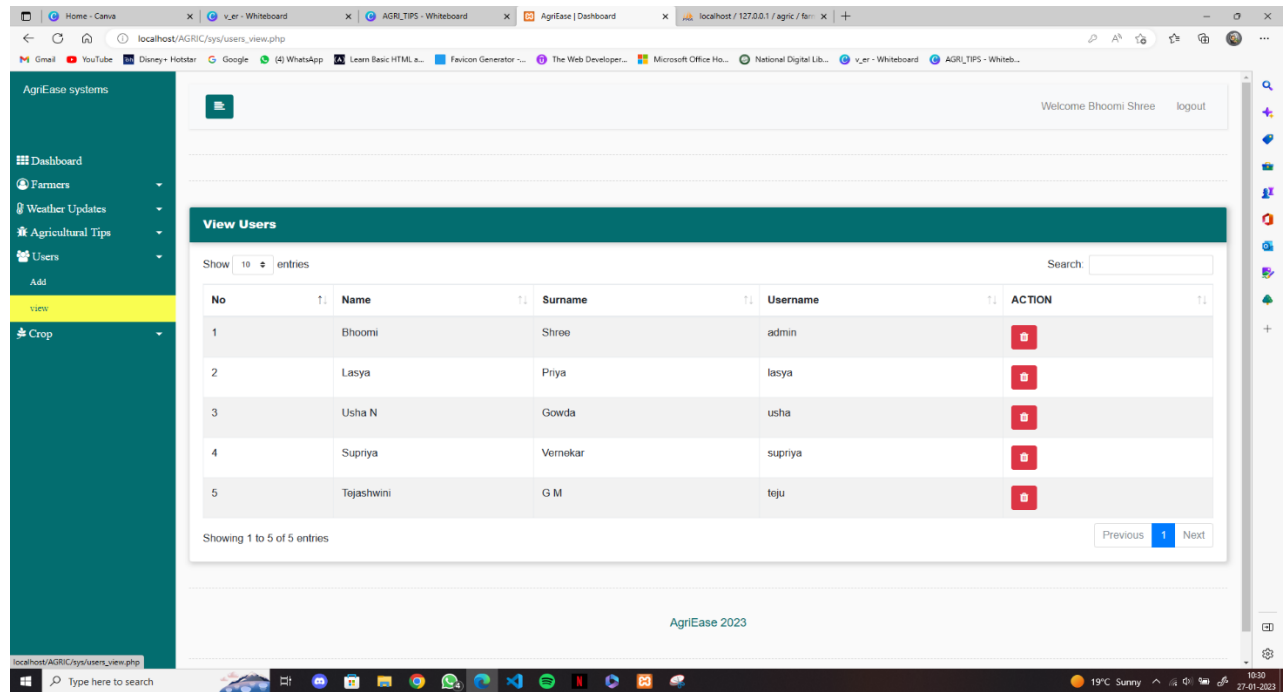 Home - Canva
v_er - Whiteboard
AGRI_TIPS - Whiteboard
AgriEase | Dashboard
localhost / 127.0.0.1 / agric / farm
localhost/AGRIC/sys/users_view.php
Gmail YouTube Disney+ Hotstar Google (4) WhatsApp Learn Basic HTML a... Favicon Generator -... The Web Developer... Microsoft Office Ho... National Digital Lib... v_er - Whiteboard AGRI_TIPS - Whiteb...
AgriEase systems
Welcome Bhoomi Shree logout
Dashboard
Farmers
Weather Updates
Agricultural Tips
Users
Add
view
Crop
View Users
Show 10 entries Search:
No Name Surname Username ACTION
1 Bhoomi Shree admin
2 Lasya Priya lasya
3 Usha N Gowda usha
4 Supriya Vernekar supriya
5 Tejashwini G M teju
Showing 1 to 5 of 5 entries Previous 1 Next
AgriEase 2023
localhost/AGRIC/sys/users_view.php
Type here to search
19°C Sunny
10:30
27-01-2023